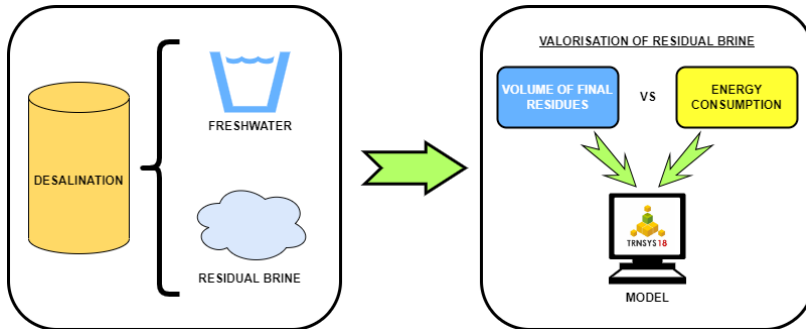 DESALINATION
FRESHWATER
RESIDUAL BRINE
VALORISATION OF RESIDUAL BRINE
VOLUME OF FINAL
RESIDUES
VS
ENERGY
CONSUMPTION
TRNSYS18
MODEL